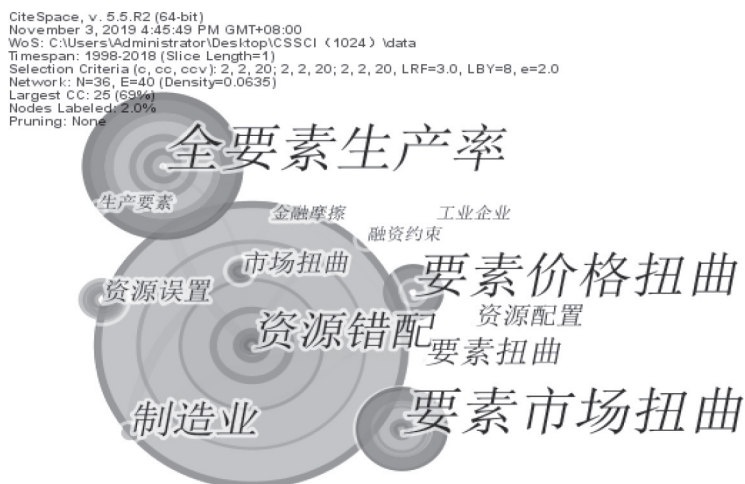 CiteSpace, v. 5.5.R2 (64-bit)
November 3, 2019 4:45:49 PM GMT+08:00
WoS: C:\Users\Administrator\Desktop\CSSCI（1024）\data
Timespan: 1998-2018 (Slice Length=1)
Selection Criteria (c, cc, ccv): 2, 2, 20; 2, 2, 20; 2, 2, 20, LRF=3.0, LBY=8, e=2.0
Network: N=36, E=40 (Density=0.0635)
Largest CC: 25 (69%)
Nodes Labeled: 2.0%
Pruning: None
全要素生产率
生产要素
金融摩擦
工业企业
融资约束
市场扭曲
要素价格扭曲
资源误置
资源配置
资源错配
要素扭曲
制造业
要素市场扭曲